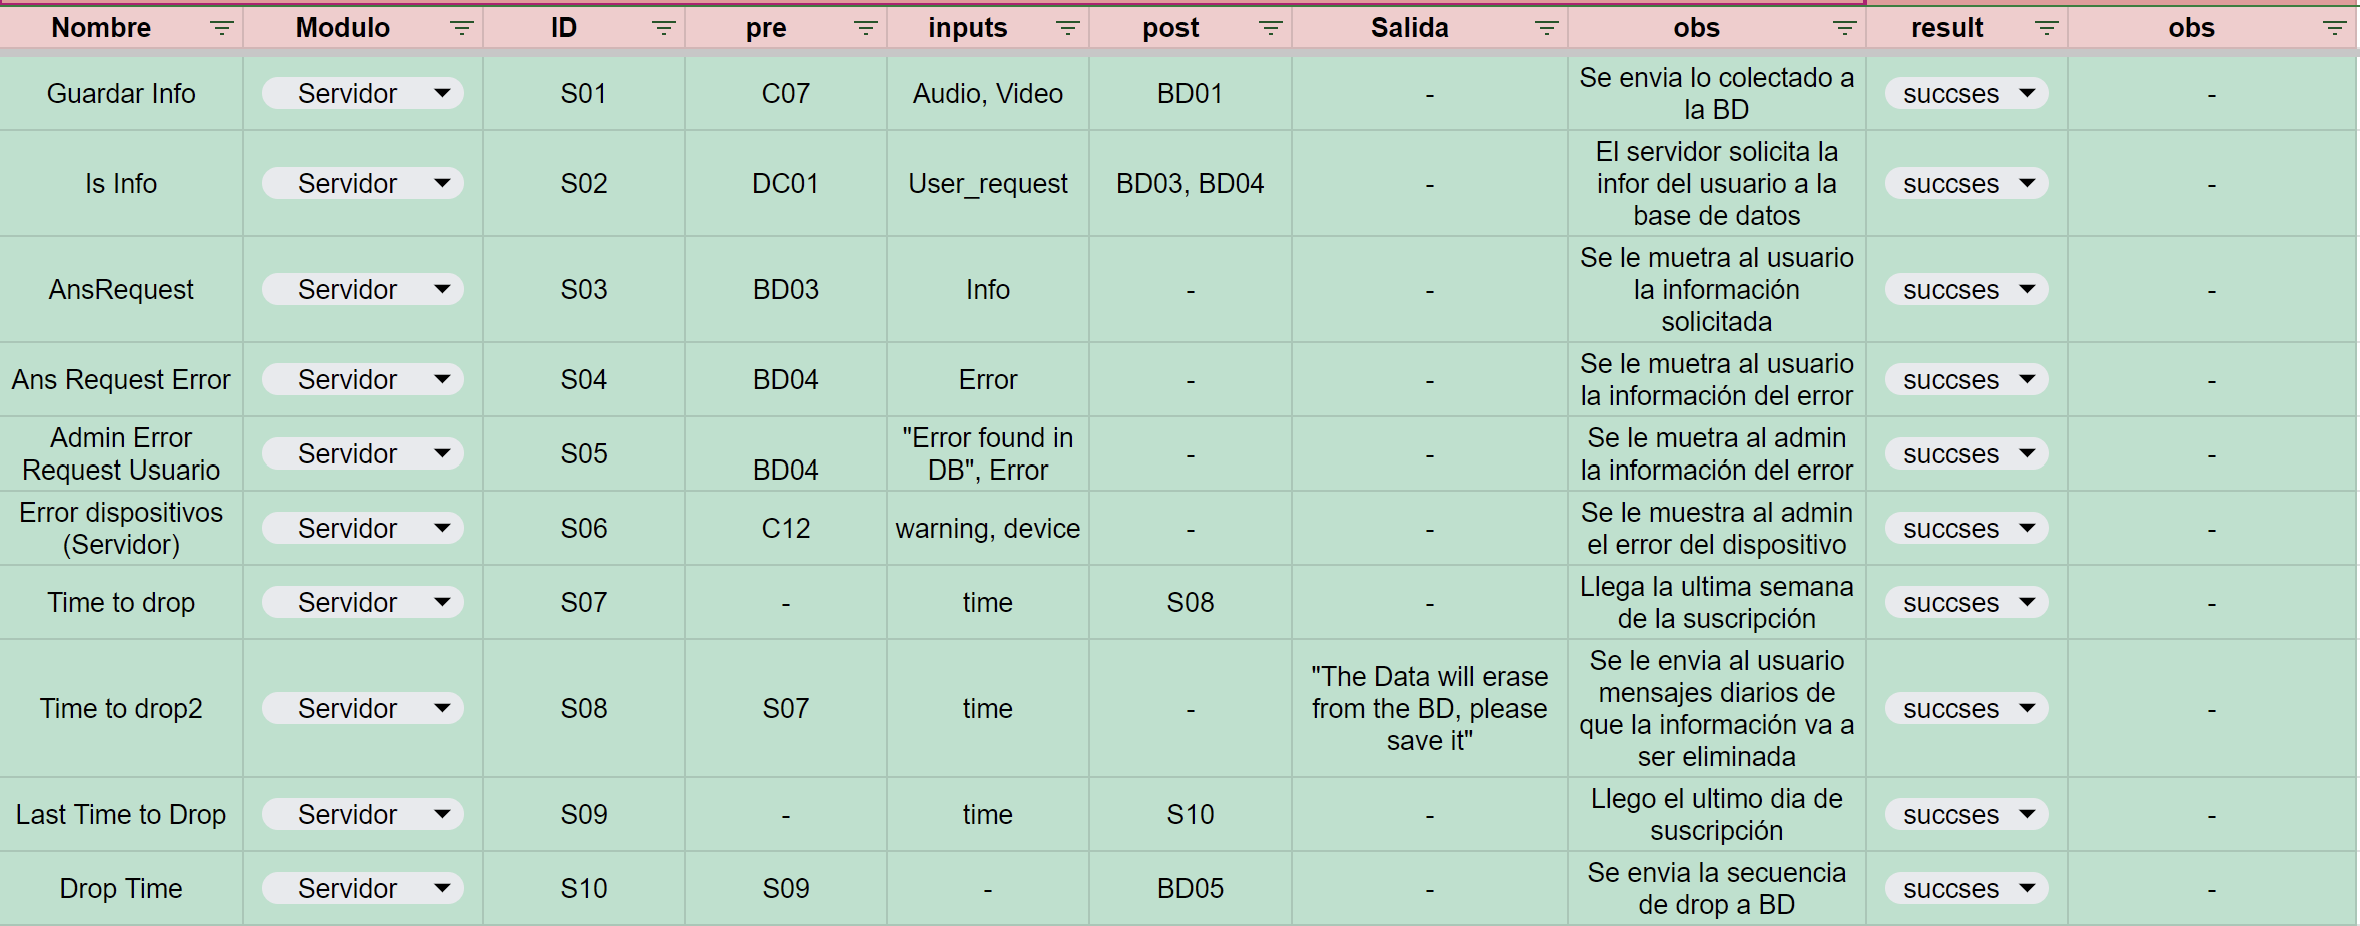 Nombre Modulo ID pre inputs post Salida obs result obs
Guardar Info Servidor S01 C07 Audio, Video BD01 - Se envia lo colectado a
la BD succses -
Is Info Servidor S02 DC01 User_request BD03, BD04 - El servidor solicita la
infor del usuario a la
base de datos succses -
AnsRequest Servidor S03 BD03 Info - - Se le muetra al usuario
la información
solicitada succses -
Ans Request Error Servidor S04 BD04 Error - - Se le muetra al usuario
la información del error succses -
Admin Error
Request Usuario Servidor S05 BD04 "Error found in
DB", Error - - Se le muetra al admin
la información del error succses -
Error dispositivos
(Servidor) Servidor S06 C12 warning, device - - Se le muestra al admin
el error del dispositivo succses -
Time to drop Servidor S07 - time S08 - Llega la ultima semana
de la suscripción succses -
Time to drop2 Servidor S08 S07 time - "The Data will erase
from the BD, please
save it" Se le envia al usuario
mensajes diarios de
que la información va a
ser eliminada succses -
Last Time to Drop Servidor S09 - time S10 - Llego el ultimo dia de
suscripción succses -
Drop Time Servidor S10 S09 - BD05 - Se envia la secuencia
de drop a BD succses -